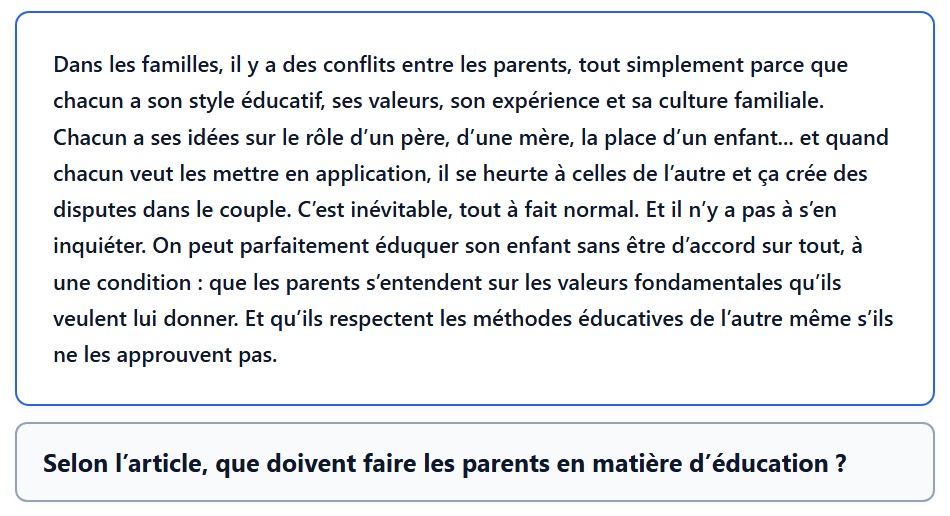 Dans les familles, il y a des conflits entre les parents, tout simplement parce que
chacun a son style éducatif, ses valeurs, son expérience et sa culture familiale.
Chacun a ses idées sur le rôle d’un père, d’une mère, la place d’un enfant... et quand
chacun veut les mettre en application, il se heurte à celles de l’autre et ça crée des
disputes dans le couple. C’est inévitable, tout à fait normal. Et il n’y a pas à s’en
inquiéter. On peut parfaitement éduquer son enfant sans être d’accord sur tout, à
une condition : que les parents s’entendent sur les valeurs fondamentales qu’ils
veulent lui donner. Et qu’ils respectent les méthodes éducatives de l’autre même s’ils
ne les approuvent pas.
Selon l’article, que doivent faire les parents en matière d’éducation ?